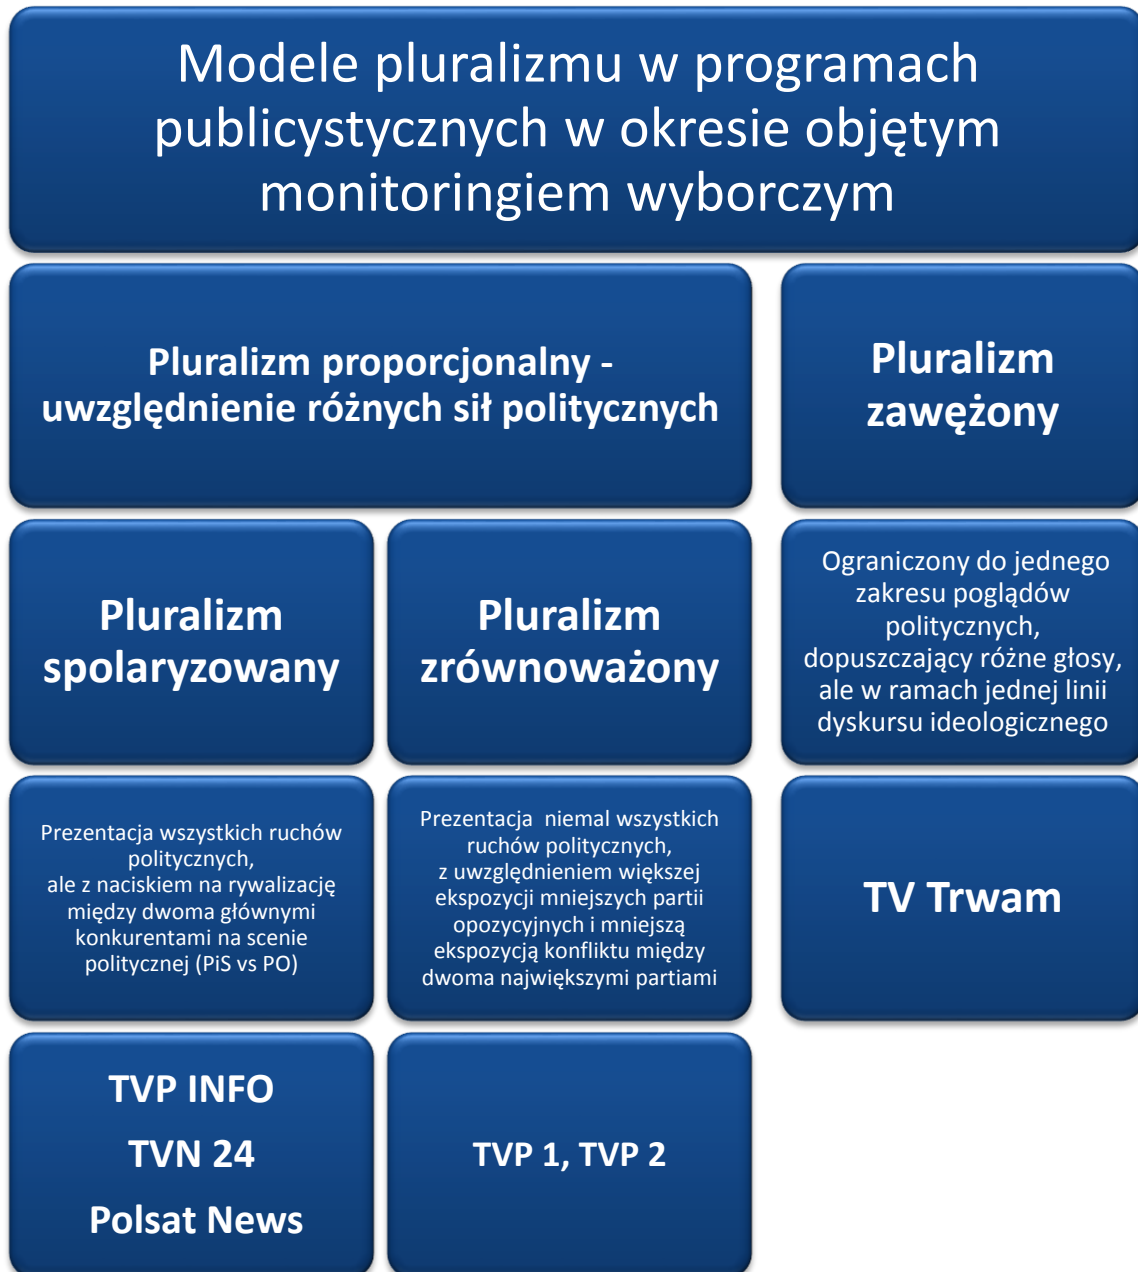 Modele pluralizmu w programach
publicystycznych w okresie objętym
monitoringiem wyborczym
Pluralizm proporcjonalny -
uwzględnienie różnych sił politycznych
Pluralizm
zawężony
Pluralizm
spolaryzowany
Pluralizm
zrównoważony
Ograniczony do jednego
zakresu poglądów
politycznych,
dopuszczający różne głosy,
ale w ramach jednej linii
dyskursu ideologicznego
Prezentacja wszystkich ruchów
politycznych,
ale z naciskiem na rywalizację
między dwoma głównymi
konkurentami na scenie
politycznej (PiS vs PO)
Prezentacja niemal wszystkich
ruchów politycznych,
z uwzględnieniem większej
ekspozycji mniejszych partii
opozycyjnych i mniejszą
ekspozycją konfliktu między
dwoma największymi partiami
TV Trwam
TVP INFO
TVN 24
Polsat News
TVP 1, TVP 2